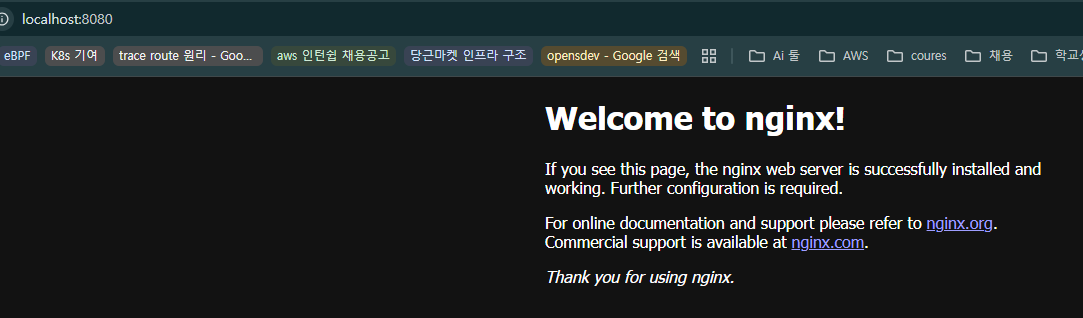 localhost:8080
eBPF K8s 기여 trace route 원리 - Goo... aws 인턴쉽 채용공고 당근마켓 인프라 구조 opensdev - Google 검색 Ai 툴 AWS coures 채용
Welcome to nginx!
If you see this page, the nginx web server is successfully installed and
working. Further configuration is required.
For online documentation and support please refer to nginx.org.
Commercial support is available at nginx.com.
Thank you for using nginx.